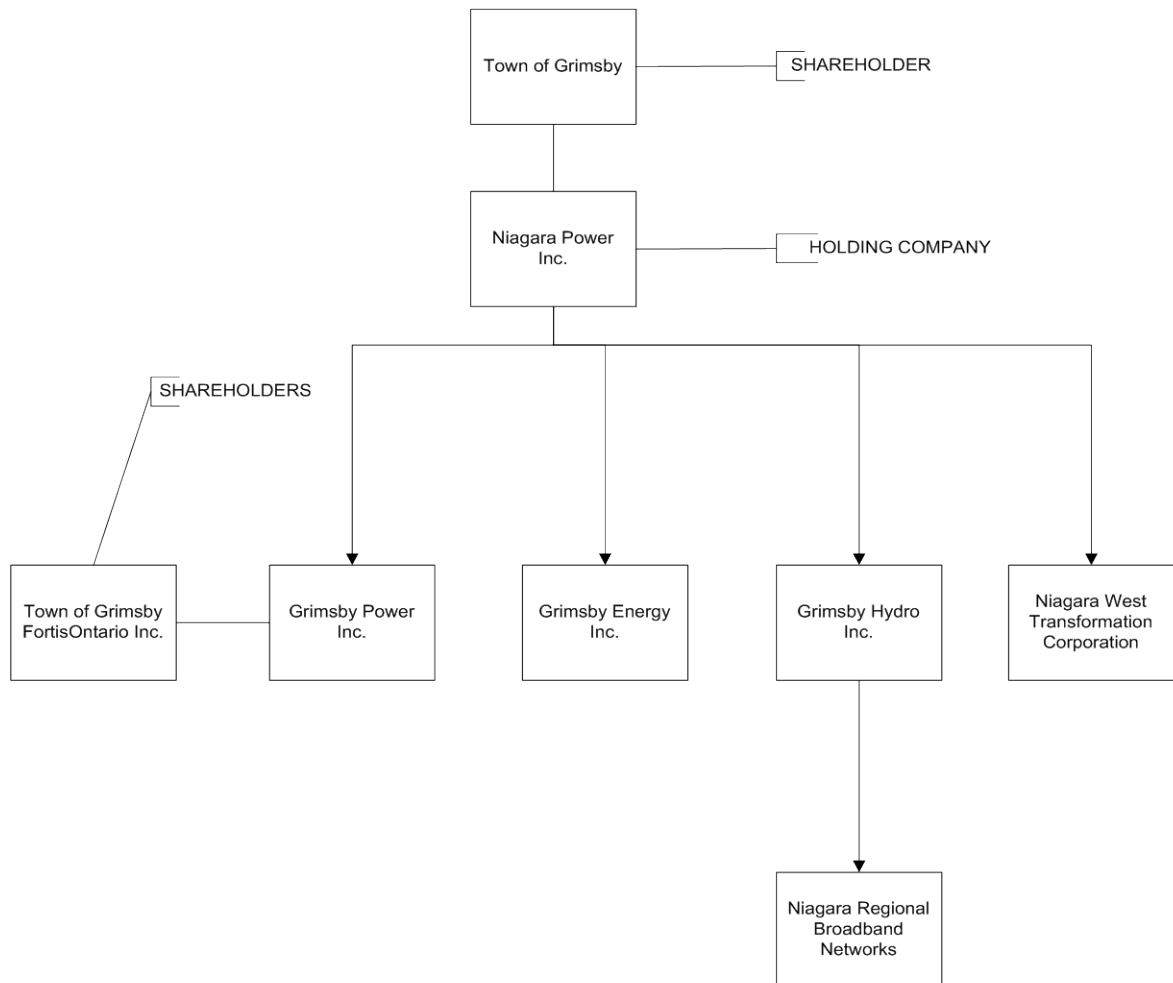 Town of Grimsby
SHAREHOLDER
Niagara Power
Inc.
HOLDING COMPANY
SHAREHOLDERS
Town of Grimsby
FortisOntario Inc.
Grimsby Power
Inc.
Grimsby Energy
Inc.
Grimsby Hydro
Inc.
Niagara West
Transformation
Corporation
Niagara Regional
Broadband
Networks